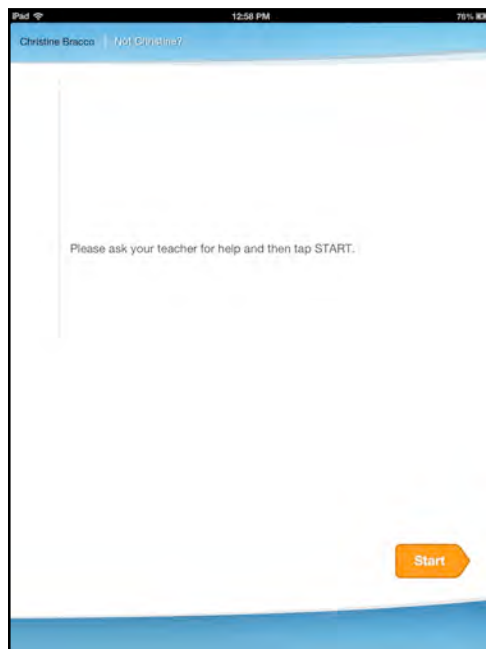 iPad 12:58 PM 76%
Christine Bracco | Not Christine?
Please ask your teacher for help and then tap START.
Start